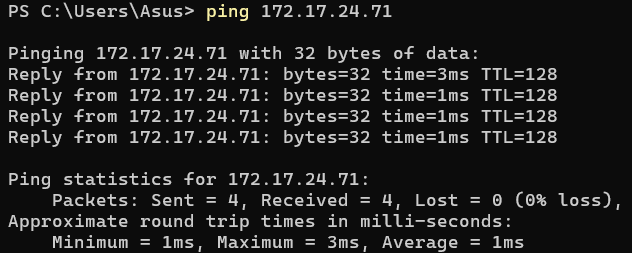 PS C:\Users\Asus> ping 172.17.24.71
Pinging 172.17.24.71 with 32 bytes of data:
Reply from 172.17.24.71: bytes=32 time=3ms TTL=128
Reply from 172.17.24.71: bytes=32 time=1ms TTL=128
Reply from 172.17.24.71: bytes=32 time=1ms TTL=128
Reply from 172.17.24.71: bytes=32 time=1ms TTL=128
Ping statistics for 172.17.24.71:
    Packets: Sent = 4, Received = 4, Lost = 0 (0% loss),
Approximate round trip times in milli-seconds:
    Minimum = 1ms, Maximum = 3ms, Average = 1ms